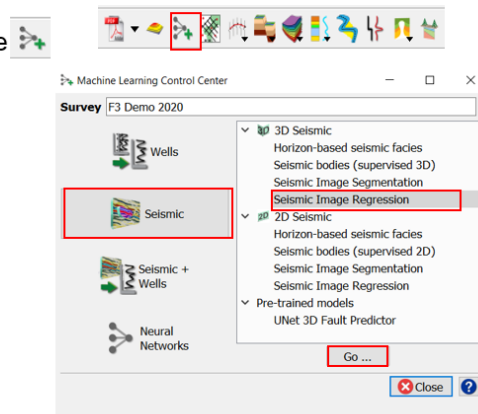 e
Machine Learning Control Center
Survey F3 Demo 2020
Wells
Seismic
Seismic +
Wells
Neural
Networks
3D 3D Seismic
Horizon-based seismic facies
Seismic bodies (supervised 3D)
Seismic Image Segmentation
Seismic Image Regression
2D 2D Seismic
Horizon-based seismic facies
Seismic bodies (supervised 2D)
Seismic Image Segmentation
Seismic Image Regression
Pre-trained models
UNet 3D Fault Predictor
Go ...
Close ?